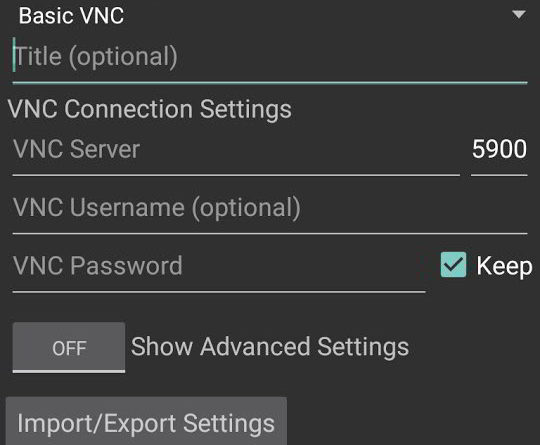 Basic VNC
Title (optional)
VNC Connection Settings
VNC Server 5900
VNC Username (optional)
VNC Password Keep
OFF Show Advanced Settings
Import/Export Settings